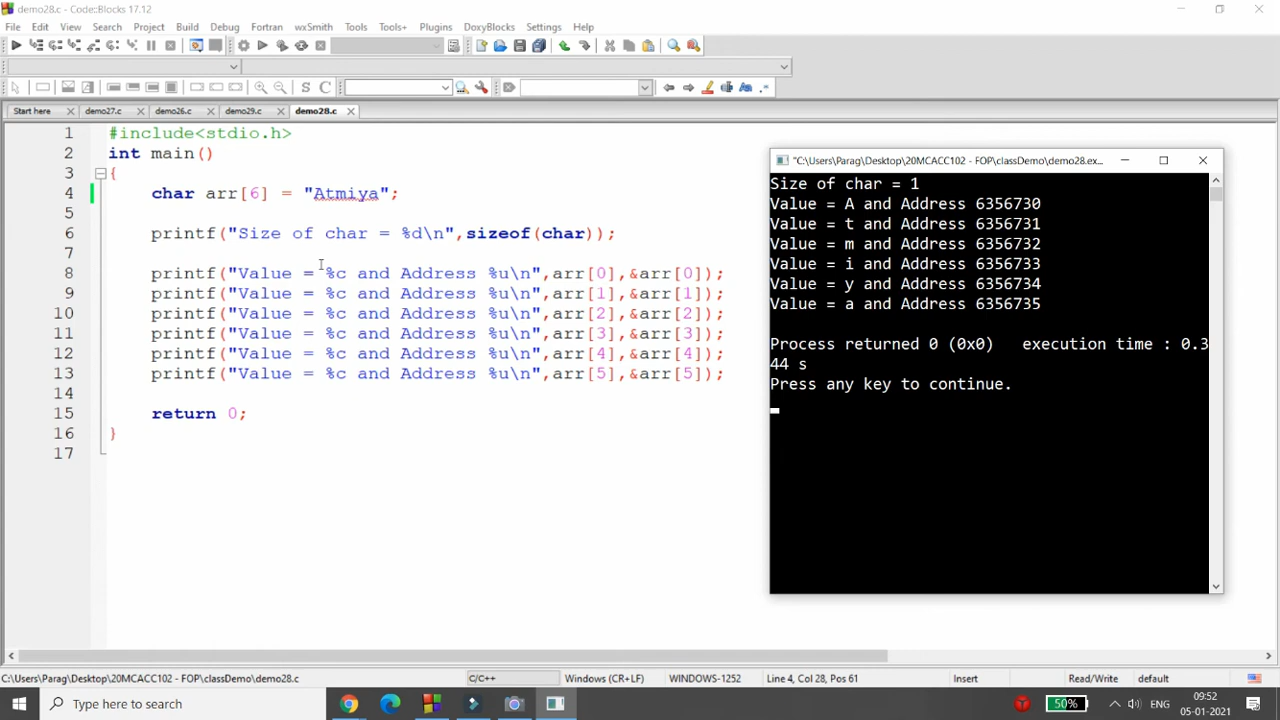 demo28.c - Code::Blocks 17.12
File Edit View Search Project Build Debug Fortran wxSmith Tools Tools+ Plugins DoxyBlocks Settings Help
Start here demo27.c demo26.c demo29.c demo28.c
1 #include<stdio.h>
2 int main()
3 {
4 char arr[6] = "Atmiya";
5
6 printf("Size of char = %d\n",sizeof(char));
7
8 printf("Value = %c and Address %u\n",arr[0],&arr[0]);
9 printf("Value = %c and Address %u\n",arr[1],&arr[1]);
10 printf("Value = %c and Address %u\n",arr[2],&arr[2]);
11 printf("Value = %c and Address %u\n",arr[3],&arr[3]);
12 printf("Value = %c and Address %u\n",arr[4],&arr[4]);
13 printf("Value = %c and Address %u\n",arr[5],&arr[5]);
14
15 return 0;
16 }
17
"C:\Users\Parag\Desktop\20MCACC102 - FOP\classDemo\demo28.ex...
Size of char = 1
Value = A and Address 6356730
Value = t and Address 6356731
Value = m and Address 6356732
Value = i and Address 6356733
Value = y and Address 6356734
Value = a and Address 6356735
Process returned 0 (0x0) execution time : 0.3
44 s
Press any key to continue.
C:\Users\Parag\Desktop\20MCACC102 - FOP\classDemo\demo28.c C/C++ Windows (CR+LF) WINDOWS-1252 Line 4, Col 28, Pos 61 Insert Read/Write default
Type here to search 50% ENG 09:52
05-01-2021